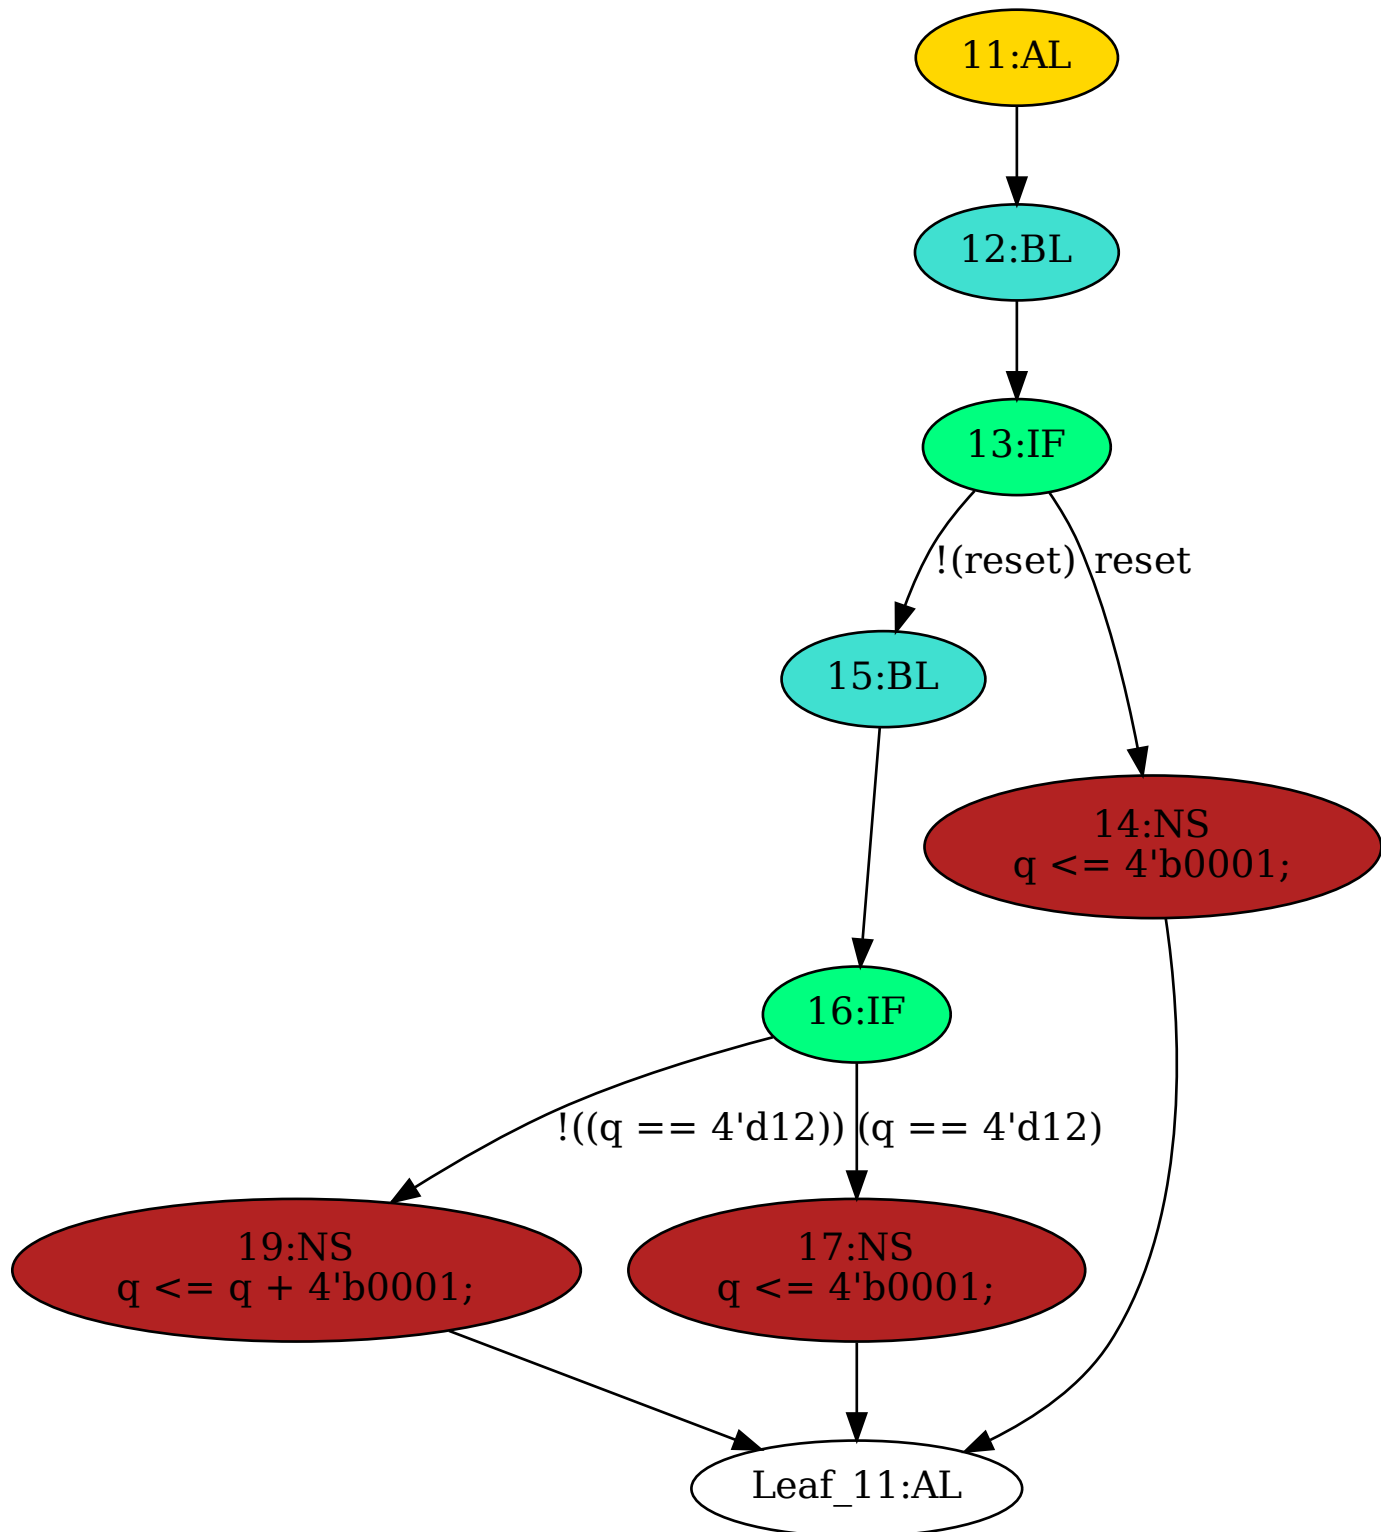 11:AL
12:BL
13:IF
!(reset)
reset
15:BL
14:NS
q <= 4'b0001;
16:IF
!((q == 4'd12))
(q == 4'd12)
19:NS
q <= q + 4'b0001;
17:NS
q <= 4'b0001;
Leaf_11:AL